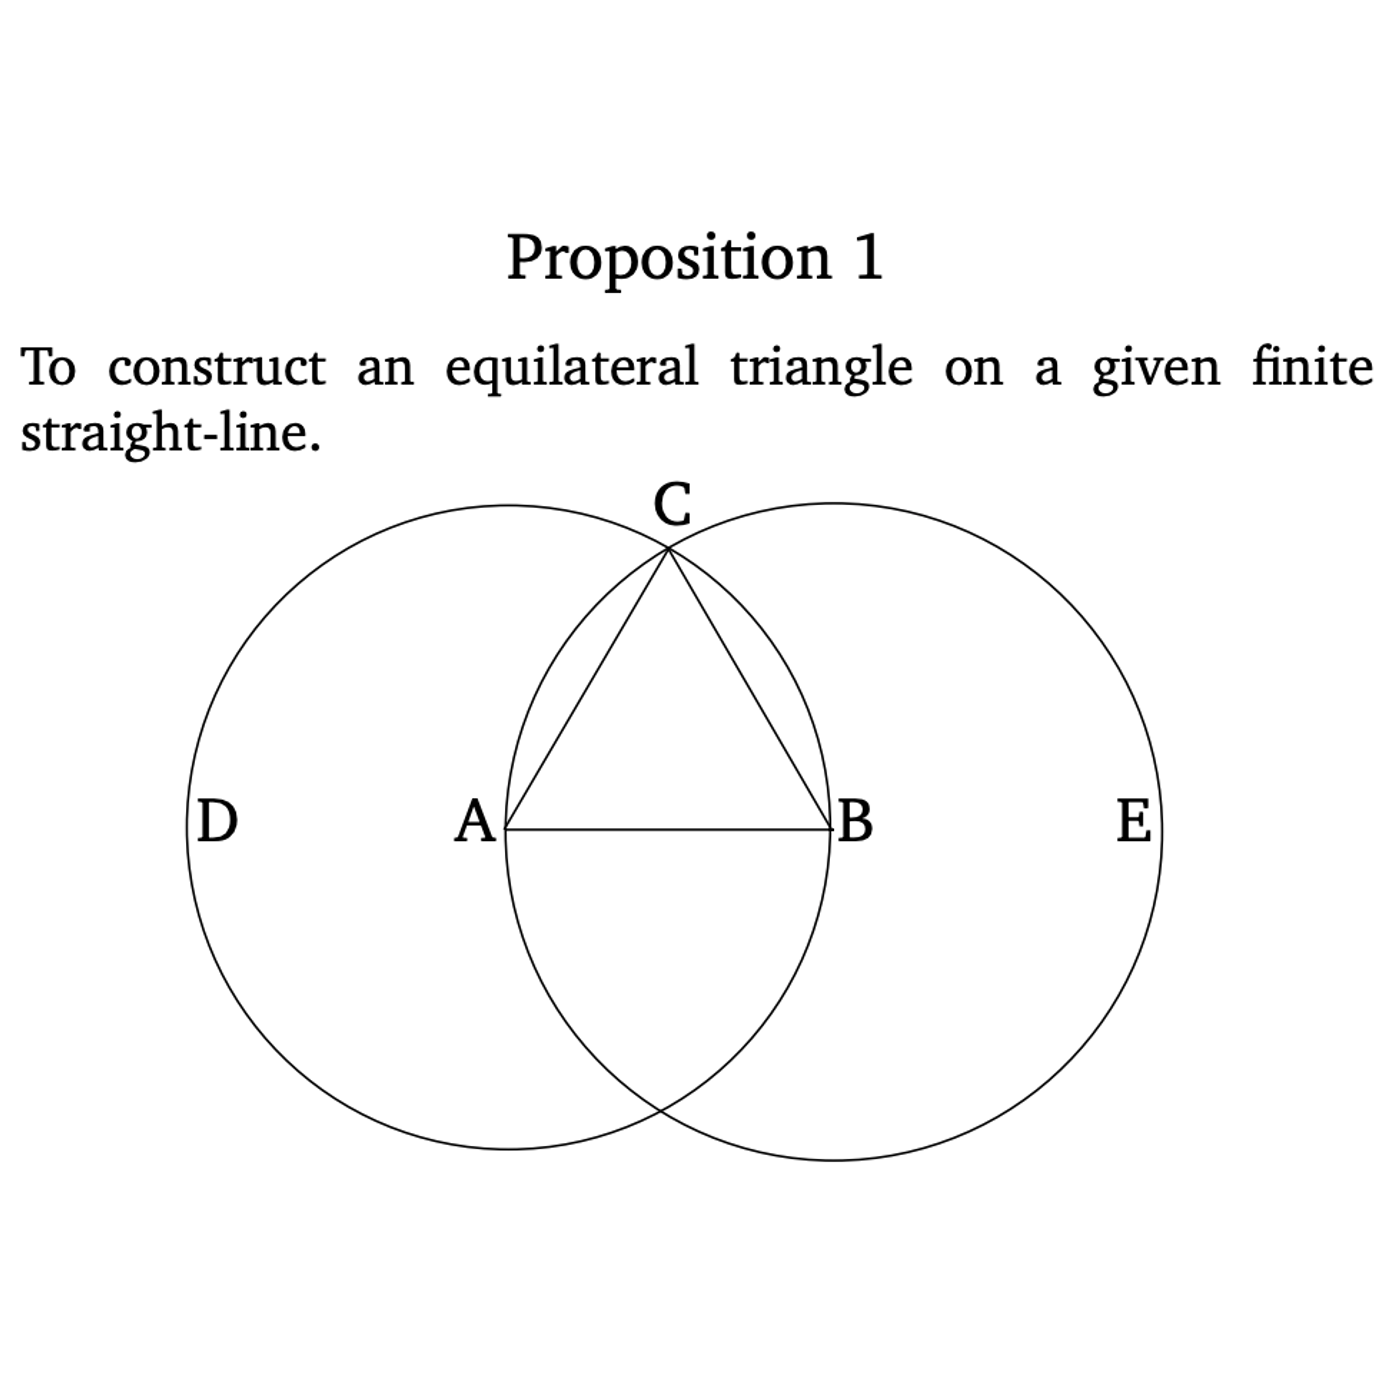 Proposition 1
To construct an equilateral triangle on a given finite
straight-line.
C
D A B E